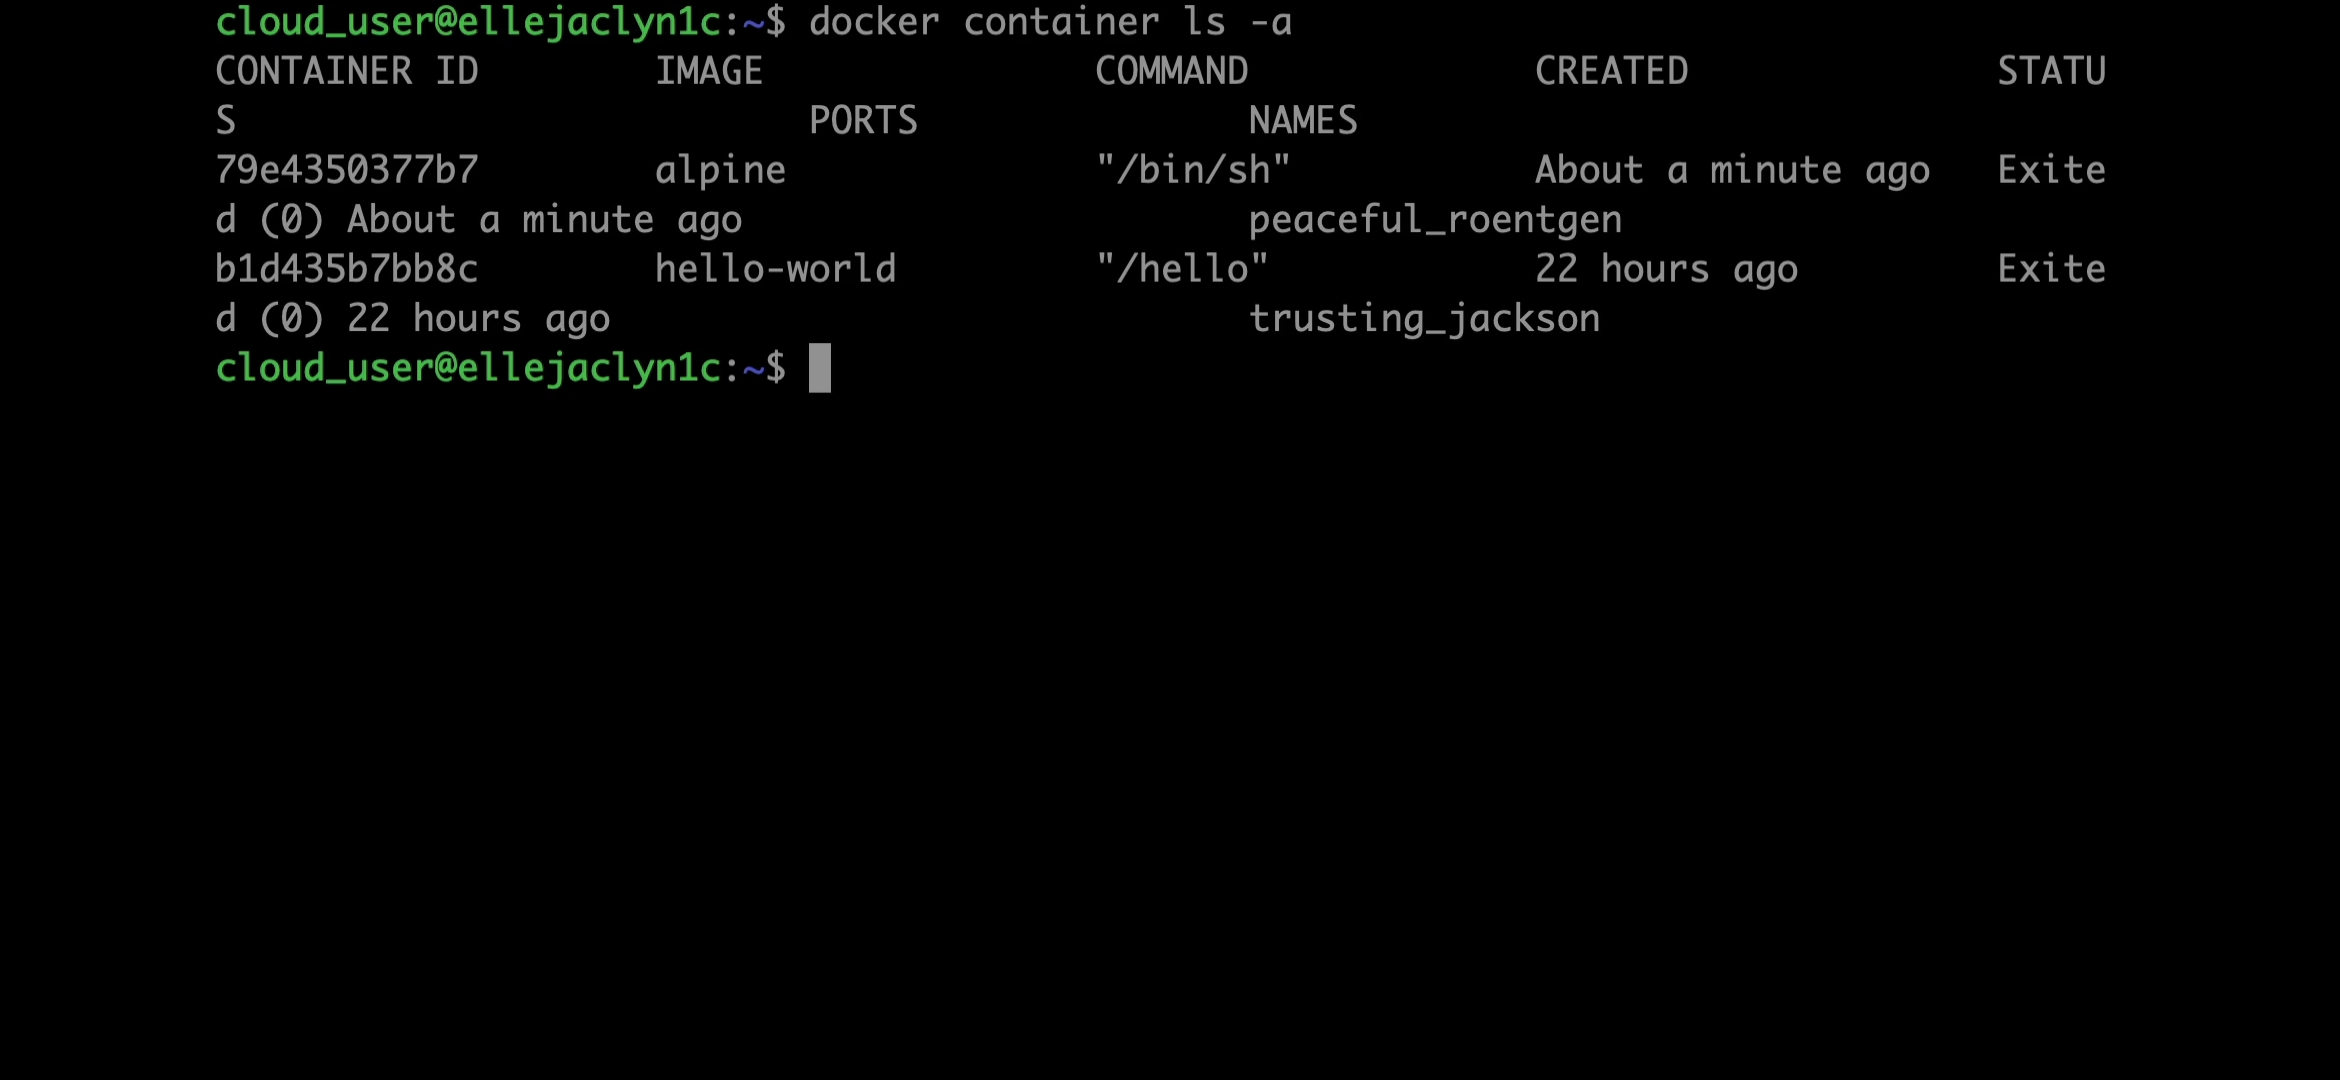 cloud_user@ellejaclyn1c:~$ docker container ls -a
CONTAINER ID        IMAGE               COMMAND             CREATED              STATU
S                          PORTS               NAMES
79e4350377b7        alpine              "/bin/sh"           About a minute ago   Exite
d (0) About a minute ago                       peaceful_roentgen
b1d435b7bb8c        hello-world         "/hello"            22 hours ago         Exite
d (0) 22 hours ago                             trusting_jackson
cloud_user@ellejaclyn1c:~$